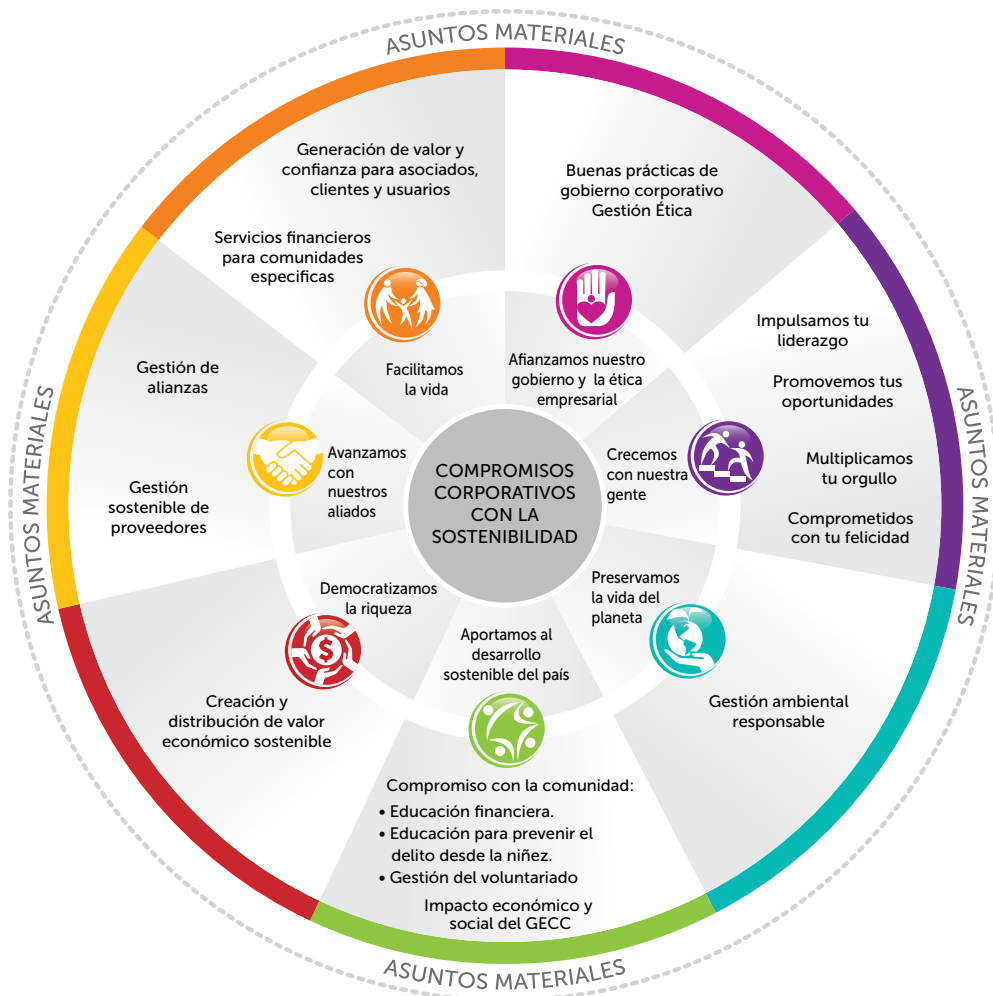 ASUNTOS MATERIALES
Generación de valor y
confianza para asociados,
clientes y usuarios
Servicios financieros
para comunidades
especificas
Facilitamos
la vida
Buenas prácticas de
gobierno corporativo
Gestión Ética
Afianzamos nuestro
gobierno y la ética
empresarial
Impulsamos tu
liderazgo
Promovemos tus
oportunidades
Multiplicamos
tu orgullo
Comprometidos
con tu felicidad
Crecemos
con nuestra
gente
ASUNTOS MATERIALES
Gestión de
alianzas
Gestión
sostenible de
proveedores
Avanzamos
con
nuestros
aliados
ASUNTOS MATERIALES
COMPROMISOS
CORPORATIVOS
CON LA
SOSTENIBILIDAD
Democratizamos
la riqueza
$
Creación y
distribución de valor
económico sostenible
Preservamos
la vida del
planeta
Gestión ambiental
responsable
Aportamos al
desarrollo
sostenible del país
Compromiso con la comunidad:
• Educación financiera.
• Educación para prevenir el
delito desde la niñez.
• Gestión del voluntariado
Impacto económico y
social del GECC
ASUNTOS MATERIALES